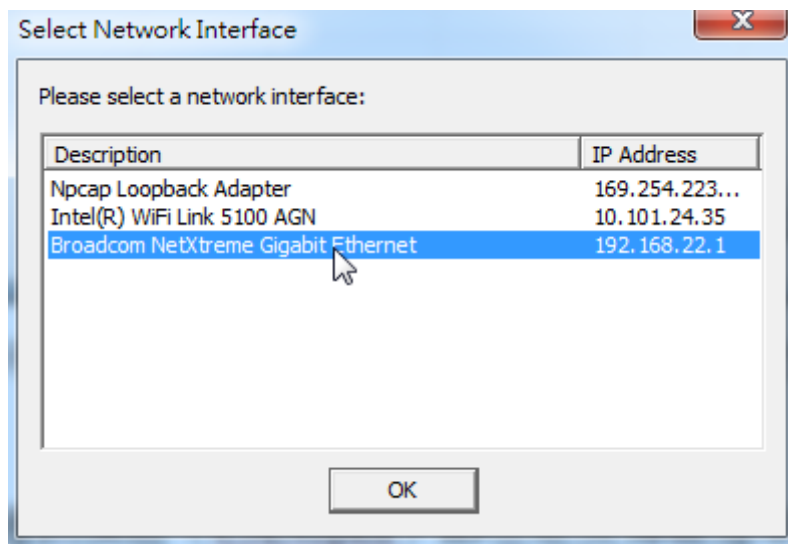 Select Network Interface
Please select a network interface:
Description IP Address
Npcap Loopback Adapter 169.254.223...
Intel(R) WiFi Link 5100 AGN 10.101.24.35
Broadcom NetXtreme Gigabit Ethernet 192.168.22.1
OK